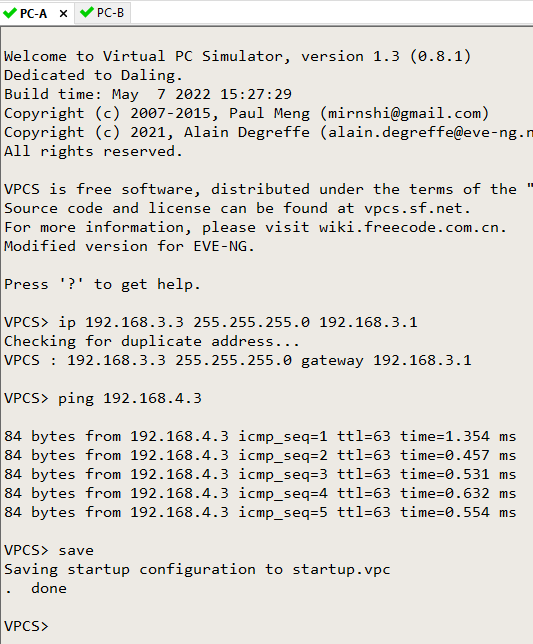 PC-A × PC-B
Welcome to Virtual PC Simulator, version 1.3 (0.8.1)
Dedicated to Daling.
Build time: May  7 2022 15:27:29
Copyright (c) 2007-2015, Paul Meng (mirnshi@gmail.com)
Copyright (c) 2021, Alain Degreffe (alain.degreffe@eve-ng.n
All rights reserved.
VPCS is free software, distributed under the terms of the "
Source code and license can be found at vpcs.sf.net.
For more information, please visit wiki.freecode.com.cn.
Modified version for EVE-NG.
Press '?' to get help.
VPCS> ip 192.168.3.3 255.255.255.0 192.168.3.1
Checking for duplicate address...
VPCS : 192.168.3.3 255.255.255.0 gateway 192.168.3.1
VPCS> ping 192.168.4.3
84 bytes from 192.168.4.3 icmp_seq=1 ttl=63 time=1.354 ms
84 bytes from 192.168.4.3 icmp_seq=2 ttl=63 time=0.457 ms
84 bytes from 192.168.4.3 icmp_seq=3 ttl=63 time=0.531 ms
84 bytes from 192.168.4.3 icmp_seq=4 ttl=63 time=0.632 ms
84 bytes from 192.168.4.3 icmp_seq=5 ttl=63 time=0.554 ms
VPCS> save
Saving startup configuration to startup.vpc
.  done
VPCS>